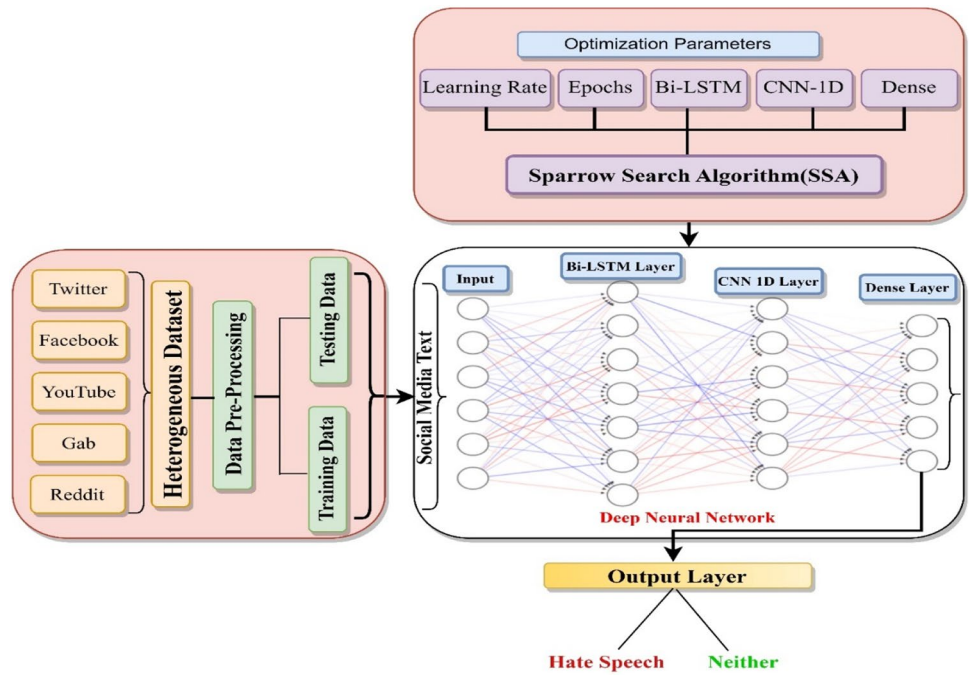 Optimization Parameters
Learning Rate
Epochs
Bi-LSTM
CNN-1D
Dense
Sparrow Search Algorithm(SSA)
Twitter
Facebook
YouTube
Gab
Reddit
Heterogeneous Dataset
Data Pre-Processing
Testing Data
Training Data
Social Media Text
Input
Bi-LSTM Layer
CNN 1D Layer
Dense Layer
Deep Neural Network
Output Layer
Hate Speech
Neither